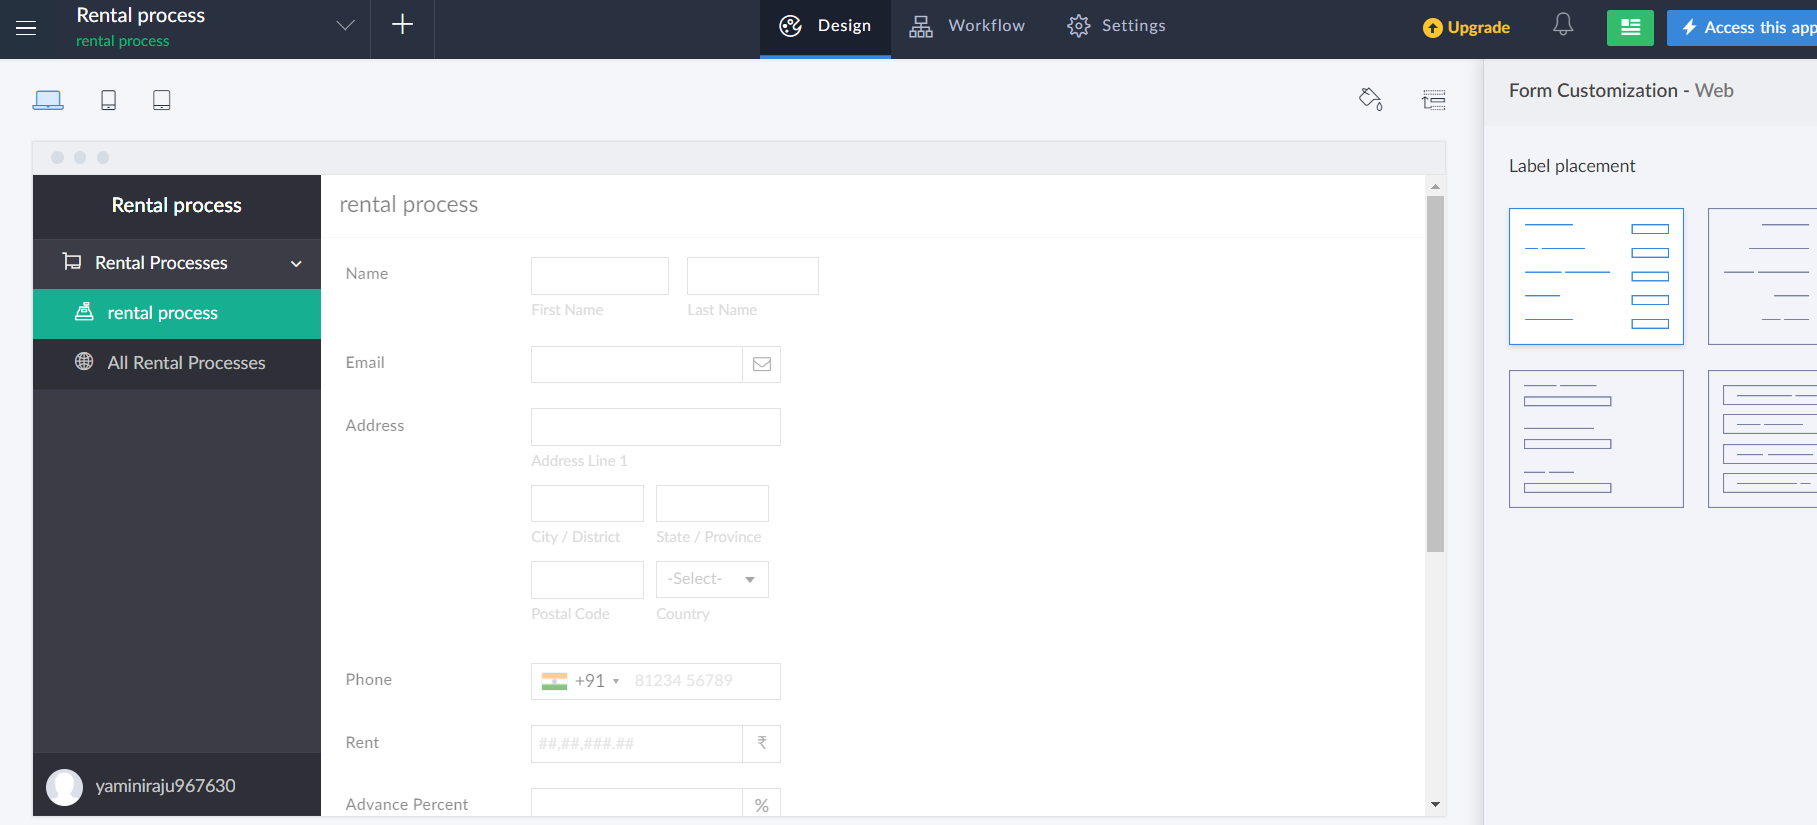 Rental process
rental process
Design
Workflow
Settings
Upgrade
Access this app
Form Customization - Web
Label placement
Rental process
Rental Processes
rental process
All Rental Processes
yaminiraju967630
rental process
Name
First Name
Last Name
Email
Address
Address Line 1
City / District
State / Province
-Select-
Postal Code
Country
Phone
+91
81234 56789
Rent
##,##,###.##
₹
Advance Percent
%